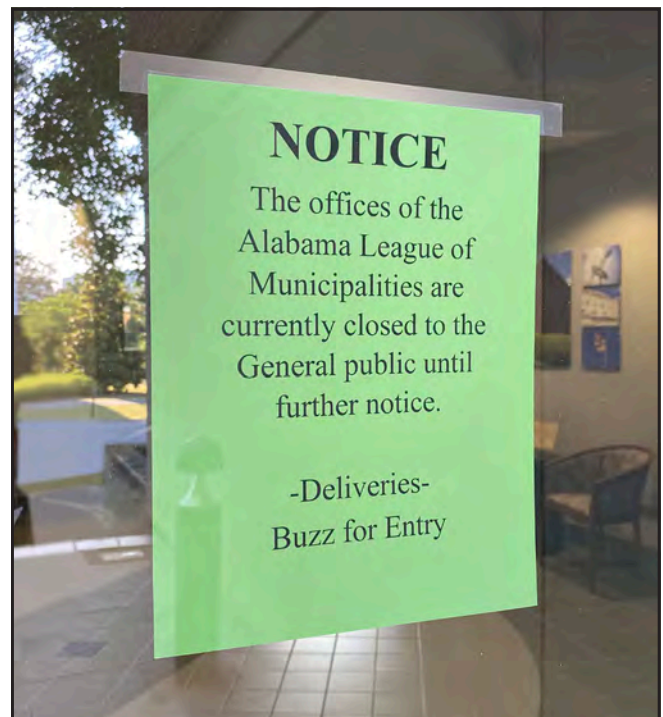 NOTICE
The offices of the
Alabama League of
Municipalities are
currently closed to the
General public until
further notice.
-Deliveries-
Buzz for Entry